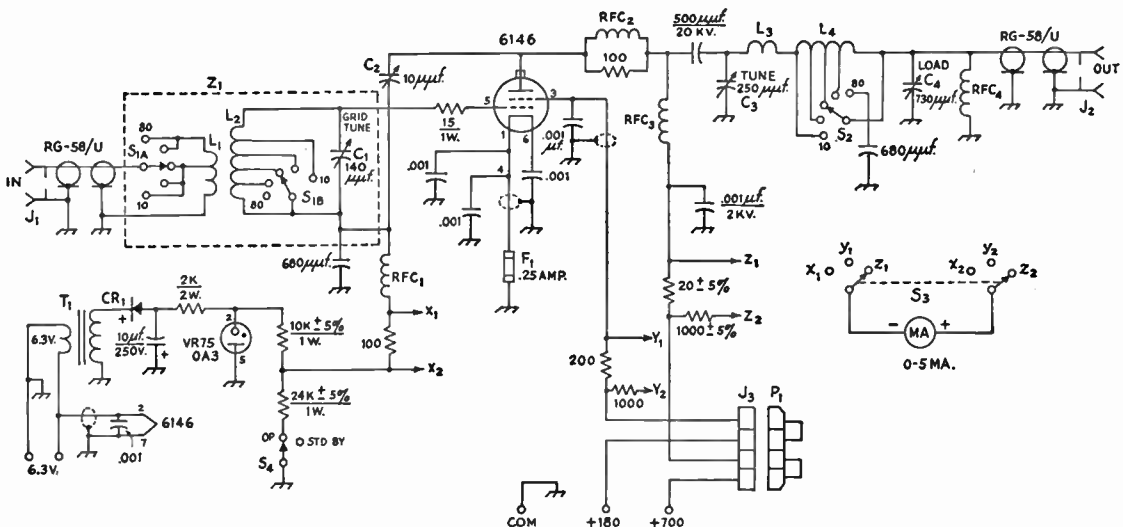 RFC2
100
500μμf.
20 KV.
L3
L4
6146
C2
10μμf.
RG-58/U
OUT
J2
TUNE
250μμf.
C3
80
S2
10
LOAD
C4
730μμf.
RFC4
680μμf.
Z1
L2
GRID
TUNE
C1
140
μμf.
80
S1A
L1
10
10
80
S1B
RG-58/U
IN
J1
15
1W.
5
3
1
6
4
.001
μf.
.001
.001
.001
F1
.25 AMP.
RFC3
.001μf.
2KV.
680μμf.
RFC1
Z1
20 ± 5%
Z2
1000 ± 5%
X1
100
X2
Y1
200
Y2
1000
T1
6.3V.
CR1
+
10μf.
250V.
+
2K
2W.
2
VR75
0A3
5
10K ± 5%
1W.
24K ± 5%
1W.
OP
STD BY
S4
2
6146
7
.001
6.3V.
X1
Y1
Z1
X2
Y2
Z2
S3
- MA +
0-5MA.
J3
P1
COM
+180
+700